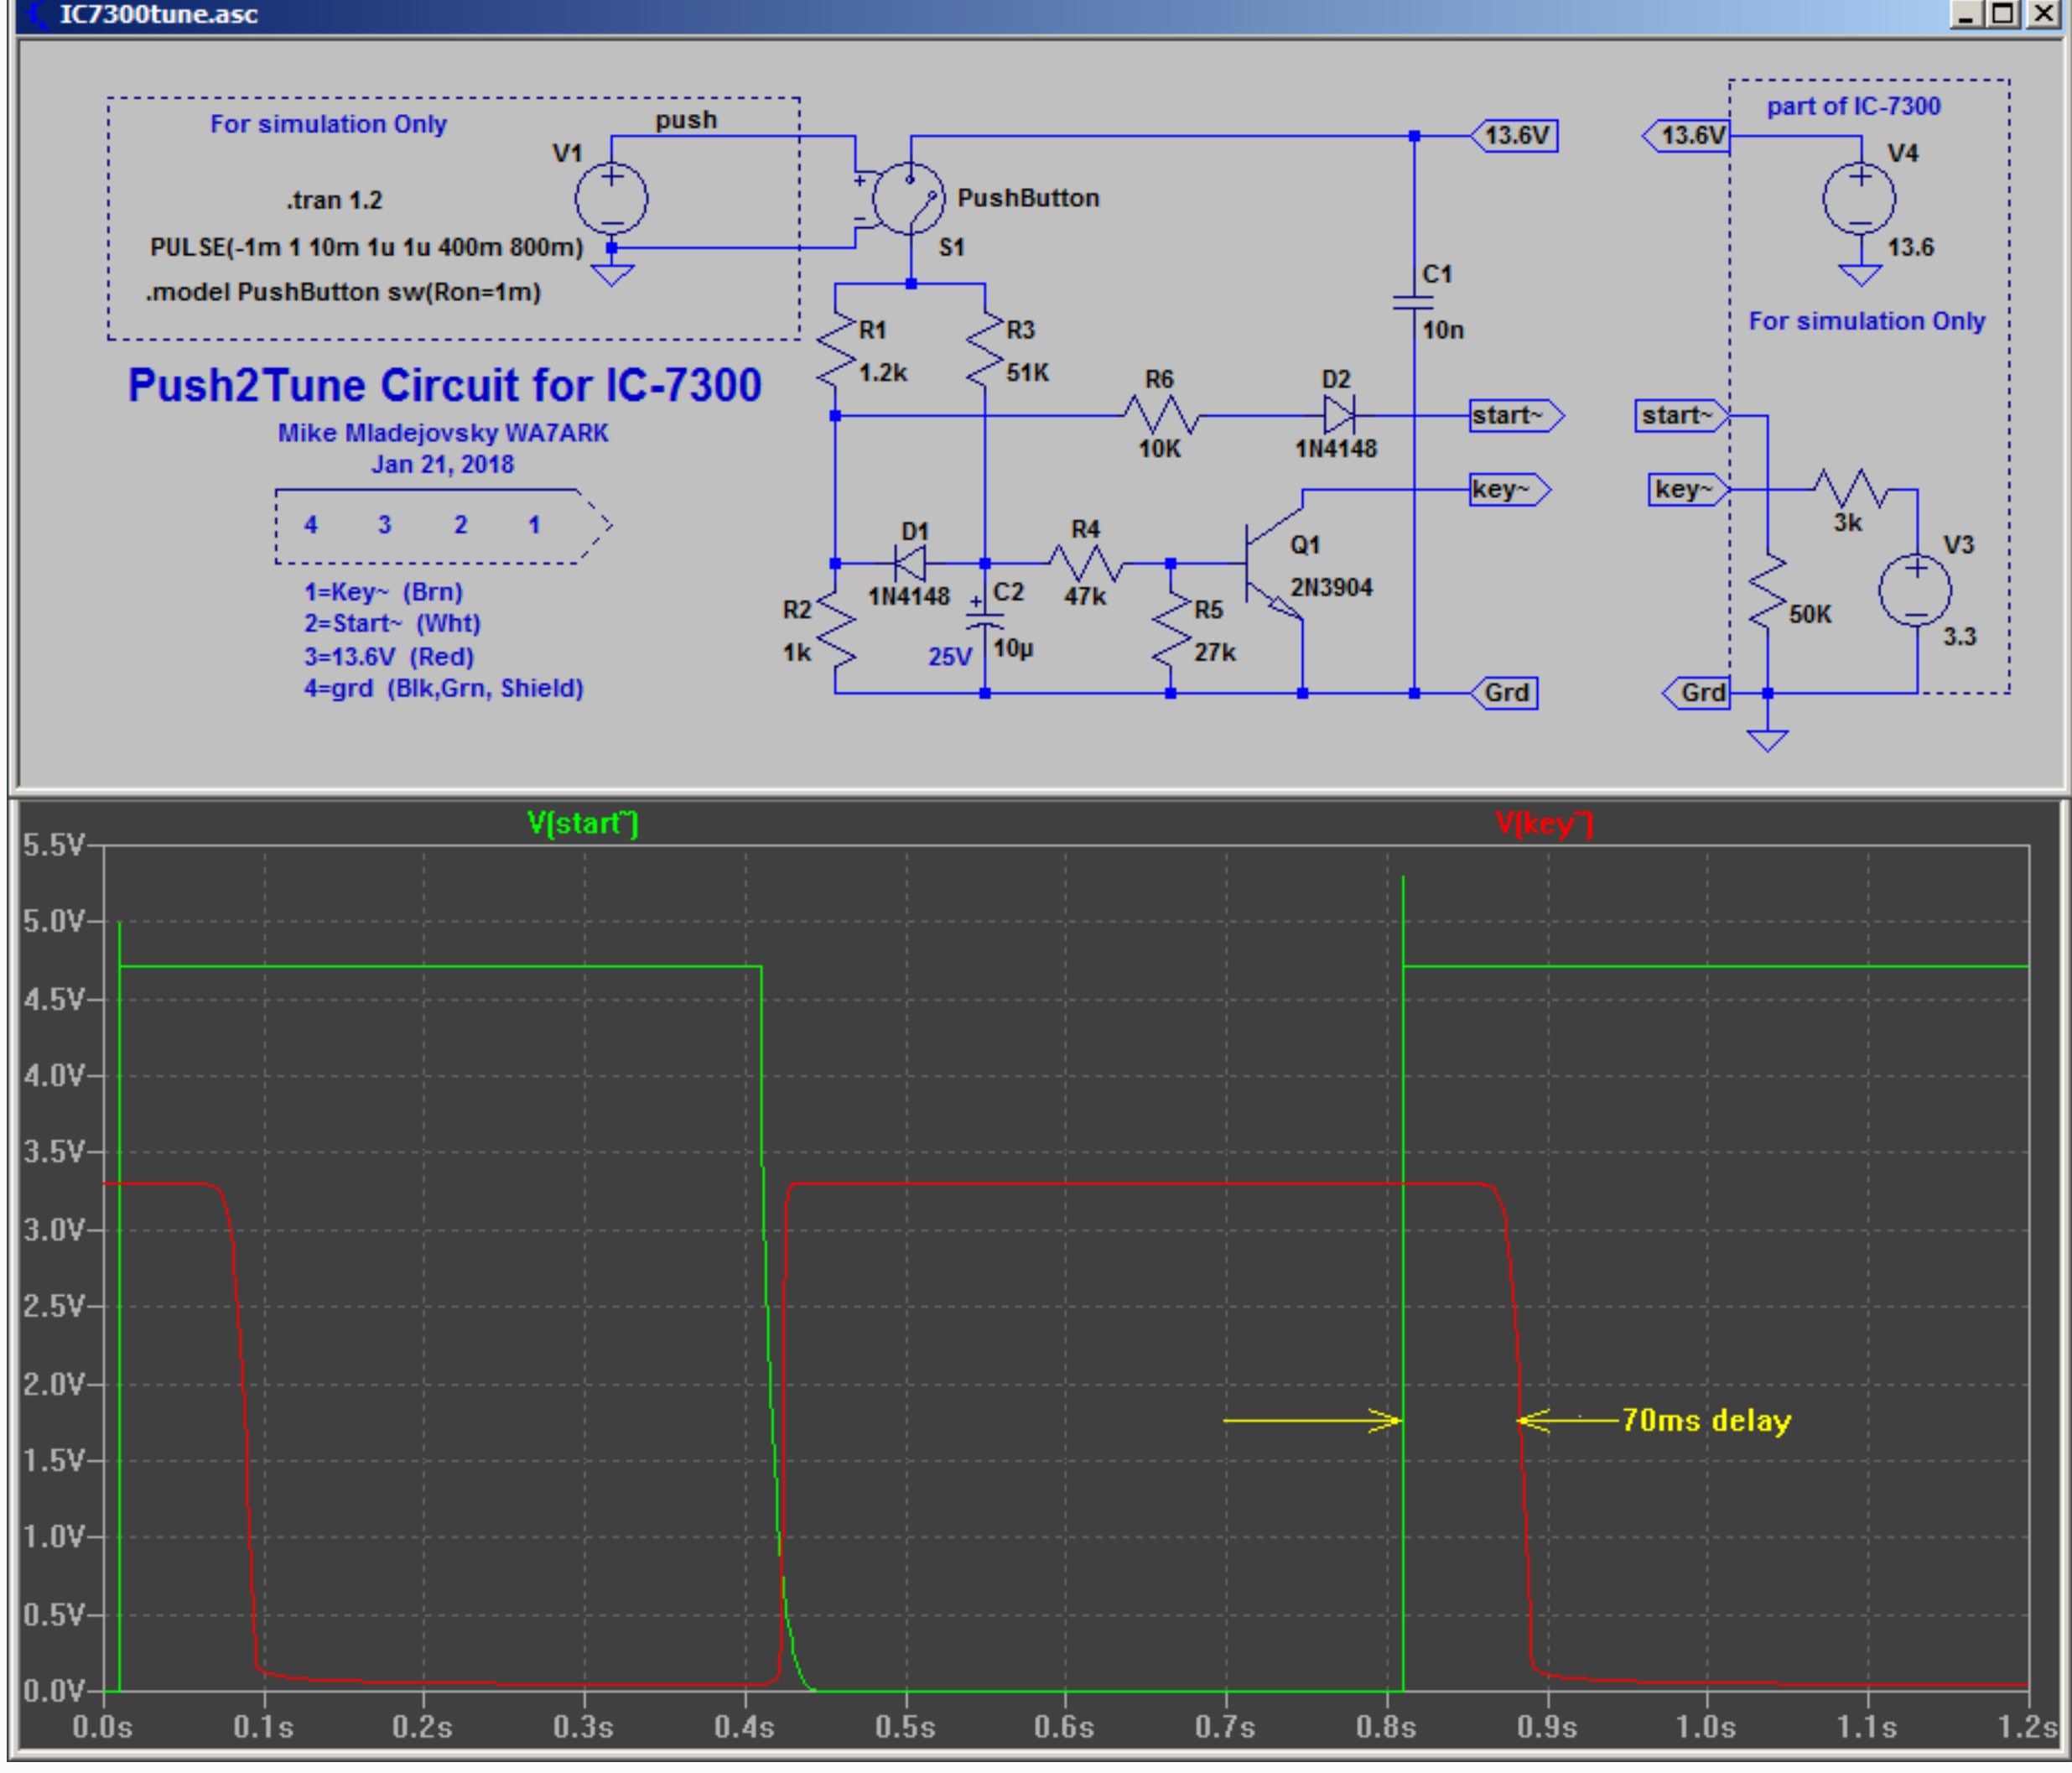 IC7300tune.asc
For simulation Only
push
V1
.tran 1.2
PULSE(-1m 1 10m 1u 1u 400m 800m)
.model PushButton sw(Ron=1m)
+
−
+
−
PushButton
S1
13.6V
13.6V
part of IC-7300
V4
+
−
13.6
For simulation Only
C1
10n
R1
1.2k
R3
51K
Push2Tune Circuit for IC-7300
Mike Mladejovsky WA7ARK
Jan 21, 2018
4 3 2 1
1=Key~ (Brn)
2=Start~ (Wht)
3=13.6V (Red)
4=grd (Blk,Grn, Shield)
R6
10K
D2
1N4148
start~
start~
key~
key~
3k
V3
+
−
3.3
50K
D1
1N4148
R4
47k
Q1
2N3904
R2
1k
+
C2
10µ
25V
R5
27k
Grd
Grd
V(start~)
V(key~)
5.5V
5.0V
4.5V
4.0V
3.5V
3.0V
2.5V
2.0V
1.5V
1.0V
0.5V
0.0V
70ms delay
0.0s 0.1s 0.2s 0.3s 0.4s 0.5s 0.6s 0.7s 0.8s 0.9s 1.0s 1.1s 1.2s